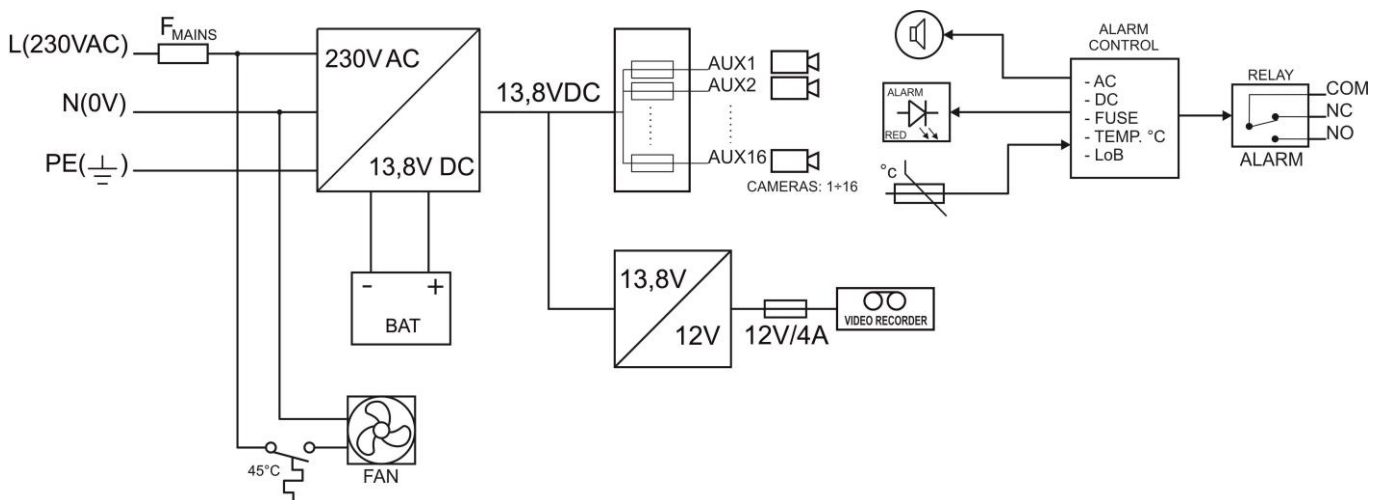 L(230VAC)
F MAINS
N(0V)
PE(⏚)
230V AC
13,8V DC
- +
BAT
45°C
FAN
13,8VDC
AUX1
AUX2
AUX16
CAMERAS: 1÷16
13,8V
12V
12V/4A
VIDEO RECORDER
ALARM
RED
°C
ALARM
CONTROL
- AC
- DC
- FUSE
- TEMP. °C
- LoB
RELAY
ALARM
COM
NC
NO